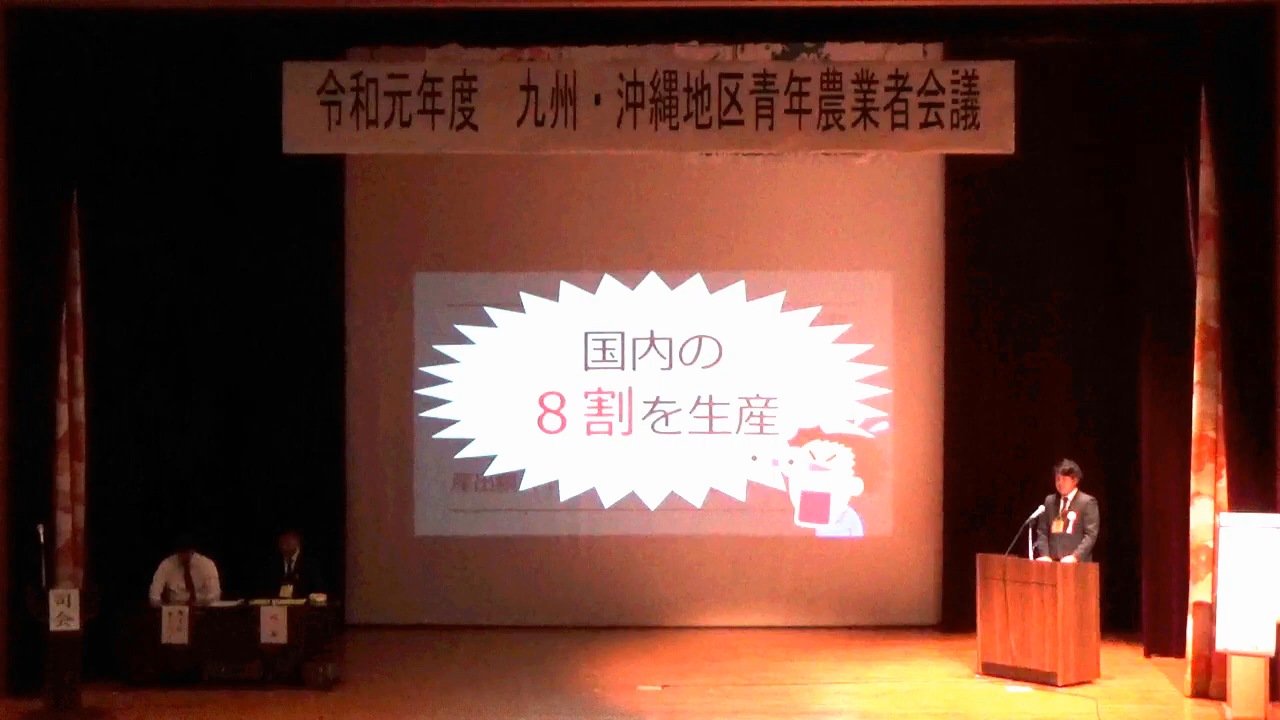 令和元年度　九州・沖縄地区青年農業者会議
国内の
８割を生産
司会